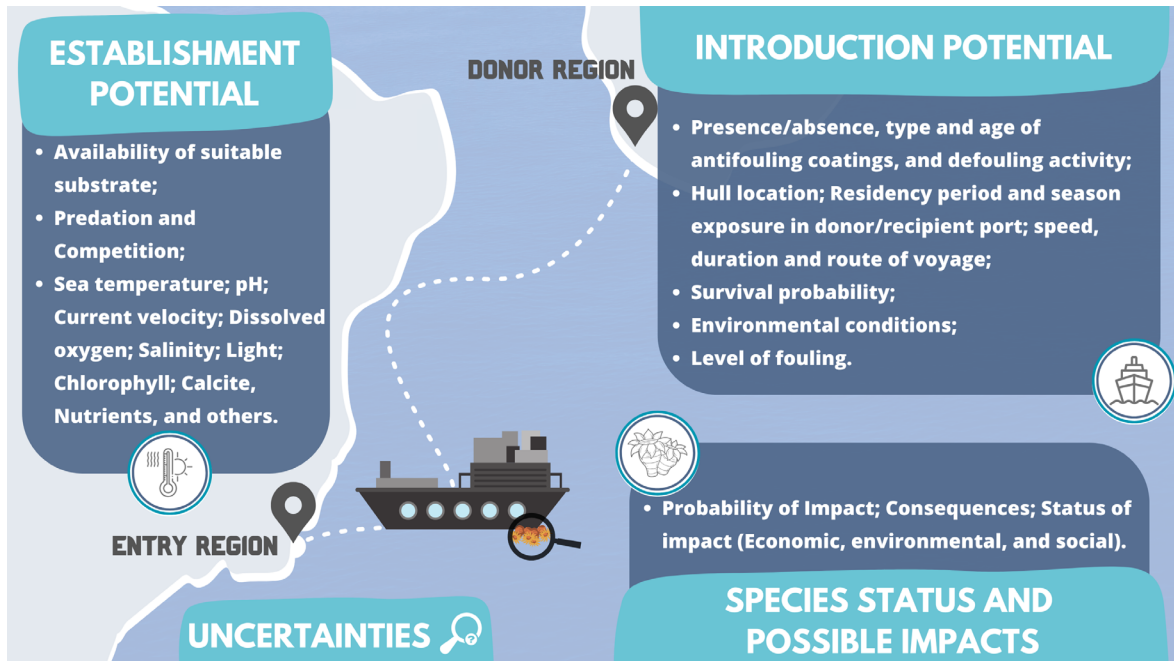 ESTABLISHMENT
POTENTIAL
• Availability of suitable
substrate;
• Predation and
Competition;
• Sea temperature; pH;
Current velocity; Dissolved
oxygen; Salinity; Light;
Chlorophyll; Calcite,
Nutrients, and others.
DONOR REGION
INTRODUCTION POTENTIAL
• Presence/absence, type and age of
antifouling coatings, and defouling activity;
• Hull location; Residency period and season
exposure in donor/recipient port; speed,
duration and route of voyage;
• Survival probability;
• Environmental conditions;
• Level of fouling.
ENTRY REGION
• Probability of Impact; Consequences; Status of
impact (Economic, environmental, and social).
SPECIES STATUS AND
POSSIBLE IMPACTS
UNCERTAINTIES
?